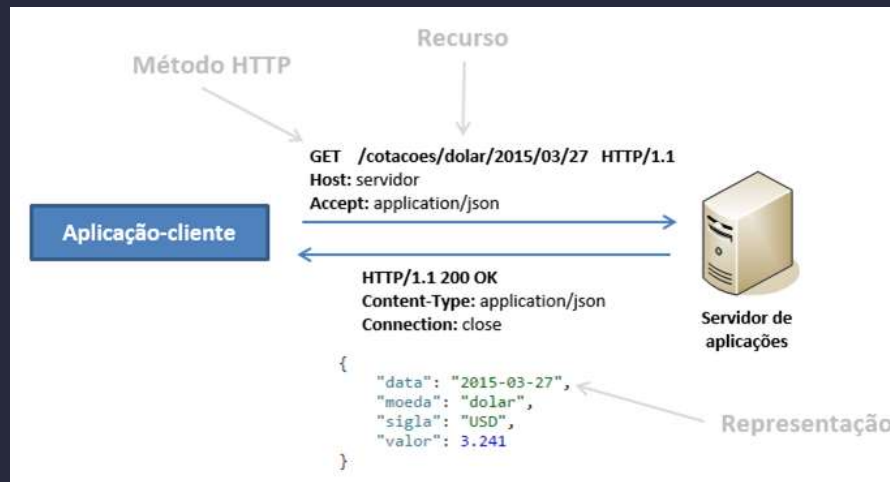 Recurso
Método HTTP
GET /cotacoes/dolar/2015/03/27 HTTP/1.1
Host: servidor
Accept: application/json
Aplicação-cliente
HTTP/1.1 200 OK
Content-Type: application/json
Connection: close
Servidor de
aplicações
{
"data": "2015-03-27",
"moeda": "dolar",
"sigla": "USD",
"valor": 3.241
}
Representação